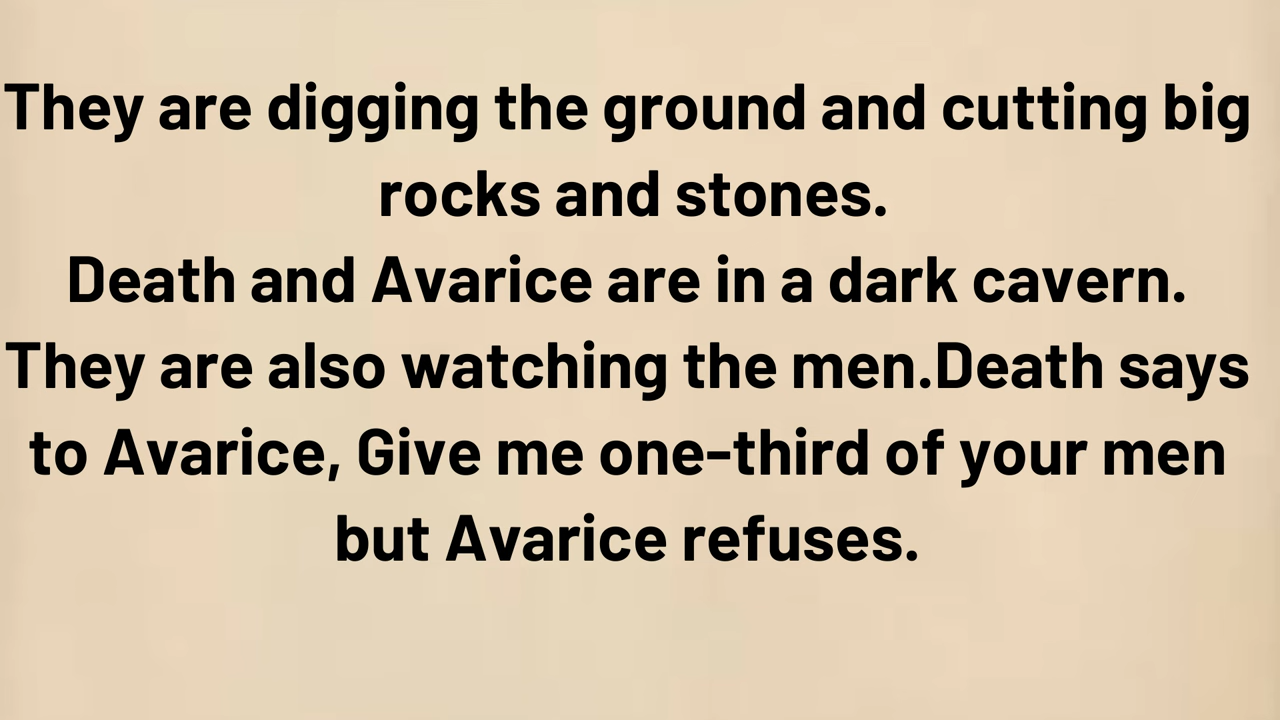 They are digging the ground and cutting big
rocks and stones.
Death and Avarice are in a dark cavern.
They are also watching the men.Death says
to Avarice, Give me one-third of your men
but Avarice refuses.